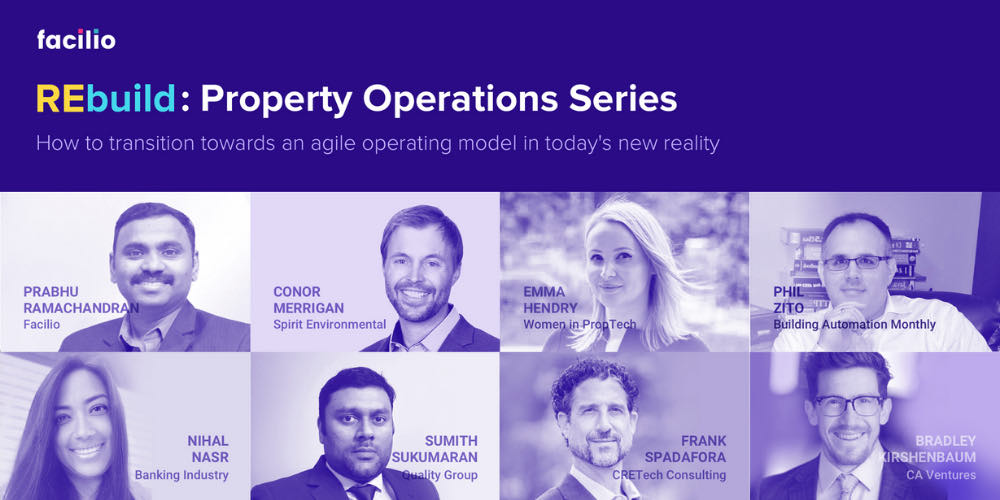 facilio
REbuild: Property Operations Series
How to transition towards an agile operating model in today's new reality
PRABHU
RAMACHANDRAN
Facilio
CONOR
MERRIGAN
Spirit Environmental
EMMA
HENDRY
Women in PropTech
PHIL
ZITO
Building Automation Monthly
NIHAL
NASR
Banking Industry
SUMITH
SUKUMARAN
Quality Group
FRANK
SPADAFORA
CRETech Consulting
BRADLEY
KIRSHENBAUM
CA Ventures